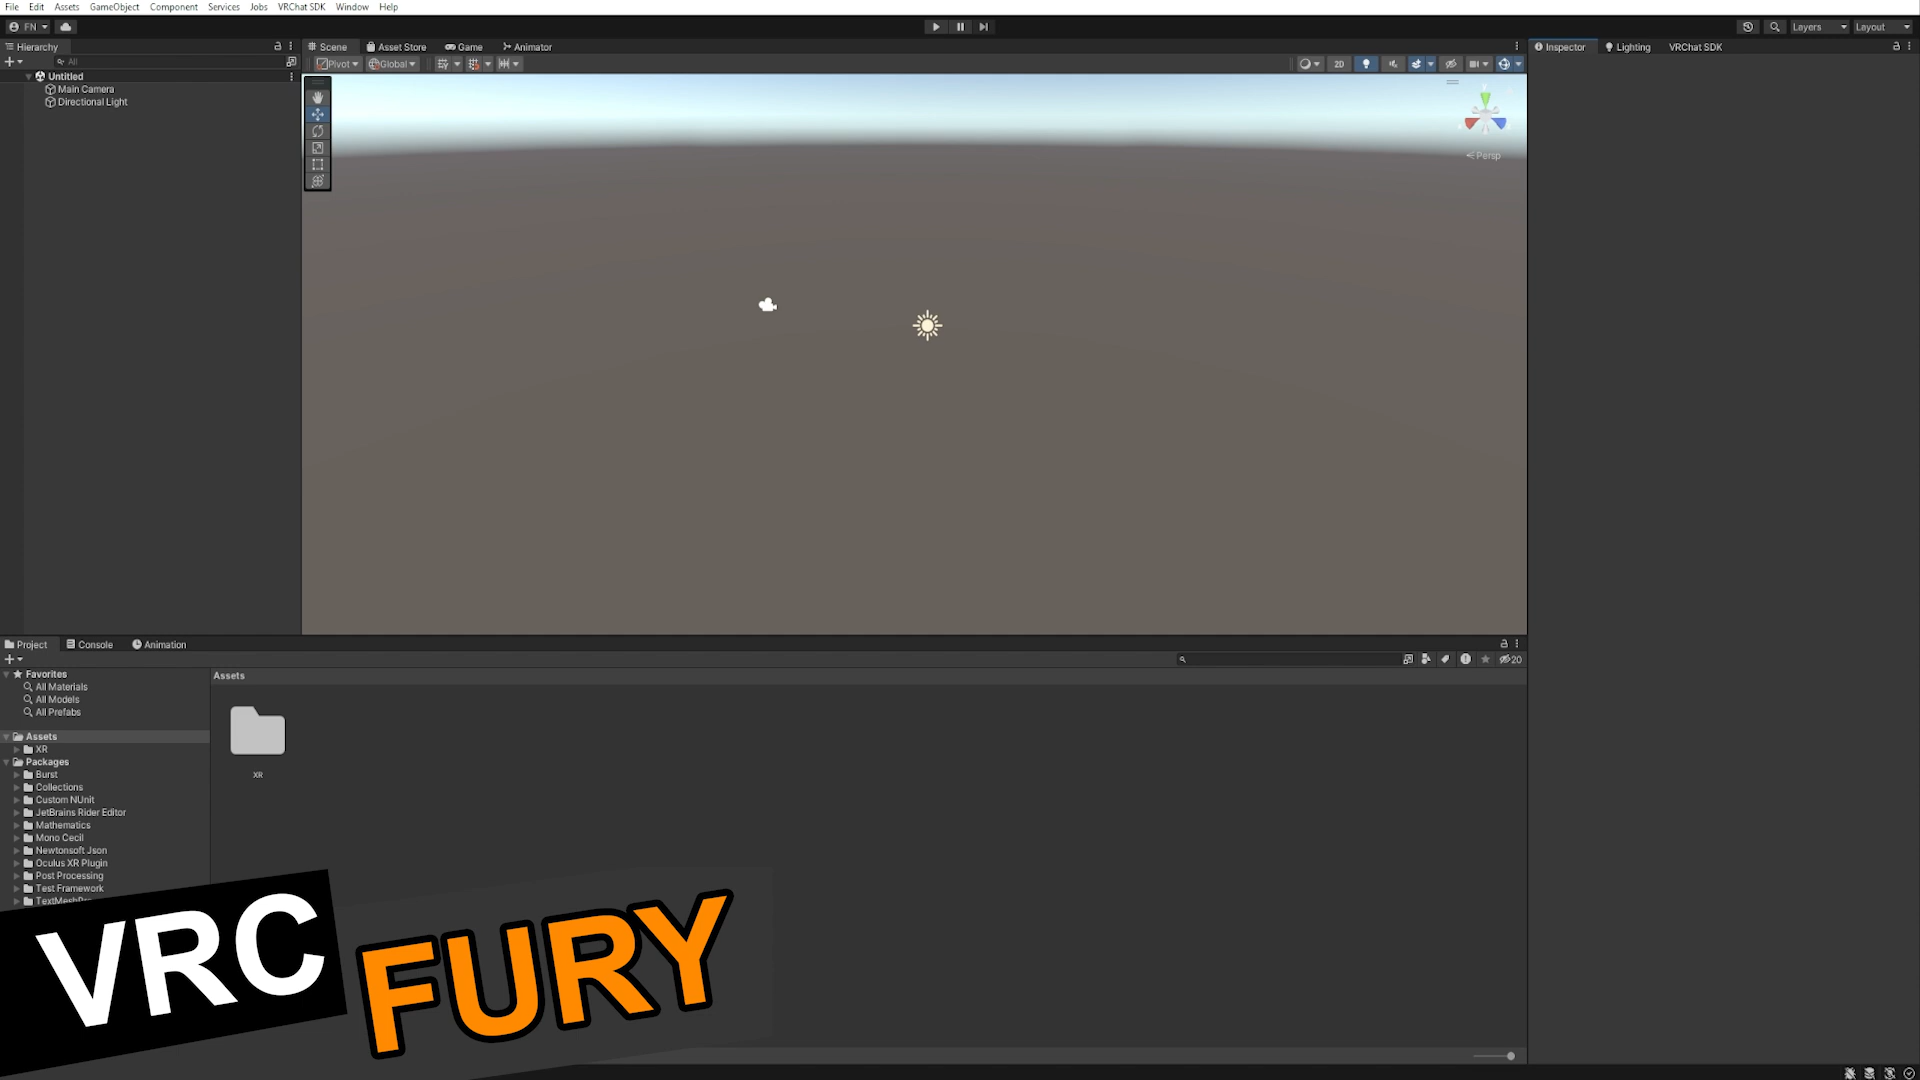 File Edit Assets GameObject Component Services Jobs VRChat SDK Window Help
FN Layers Layout
Hierarchy Scene Asset Store Game Animator Inspector Lighting VRChat SDK
All Pivot Global 2D
Untitled
Main Camera
Directional Light
Persp
Project Console Animation
20
Favorites Assets
All Materials
All Models
All Prefabs
Assets
XR
Packages
XR
Burst
Collections
Custom NUnit
JetBrains Rider Editor
Mathematics
Mono Cecil
Newtonsoft Json
Oculus XR Plugin
Post Processing
Test Framework
VRC
FURY